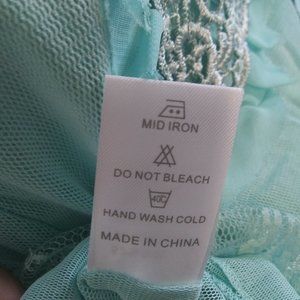 MID IRON
DO NOT BLEACH
40C
HAND WASH COLD
MADE IN CHINA